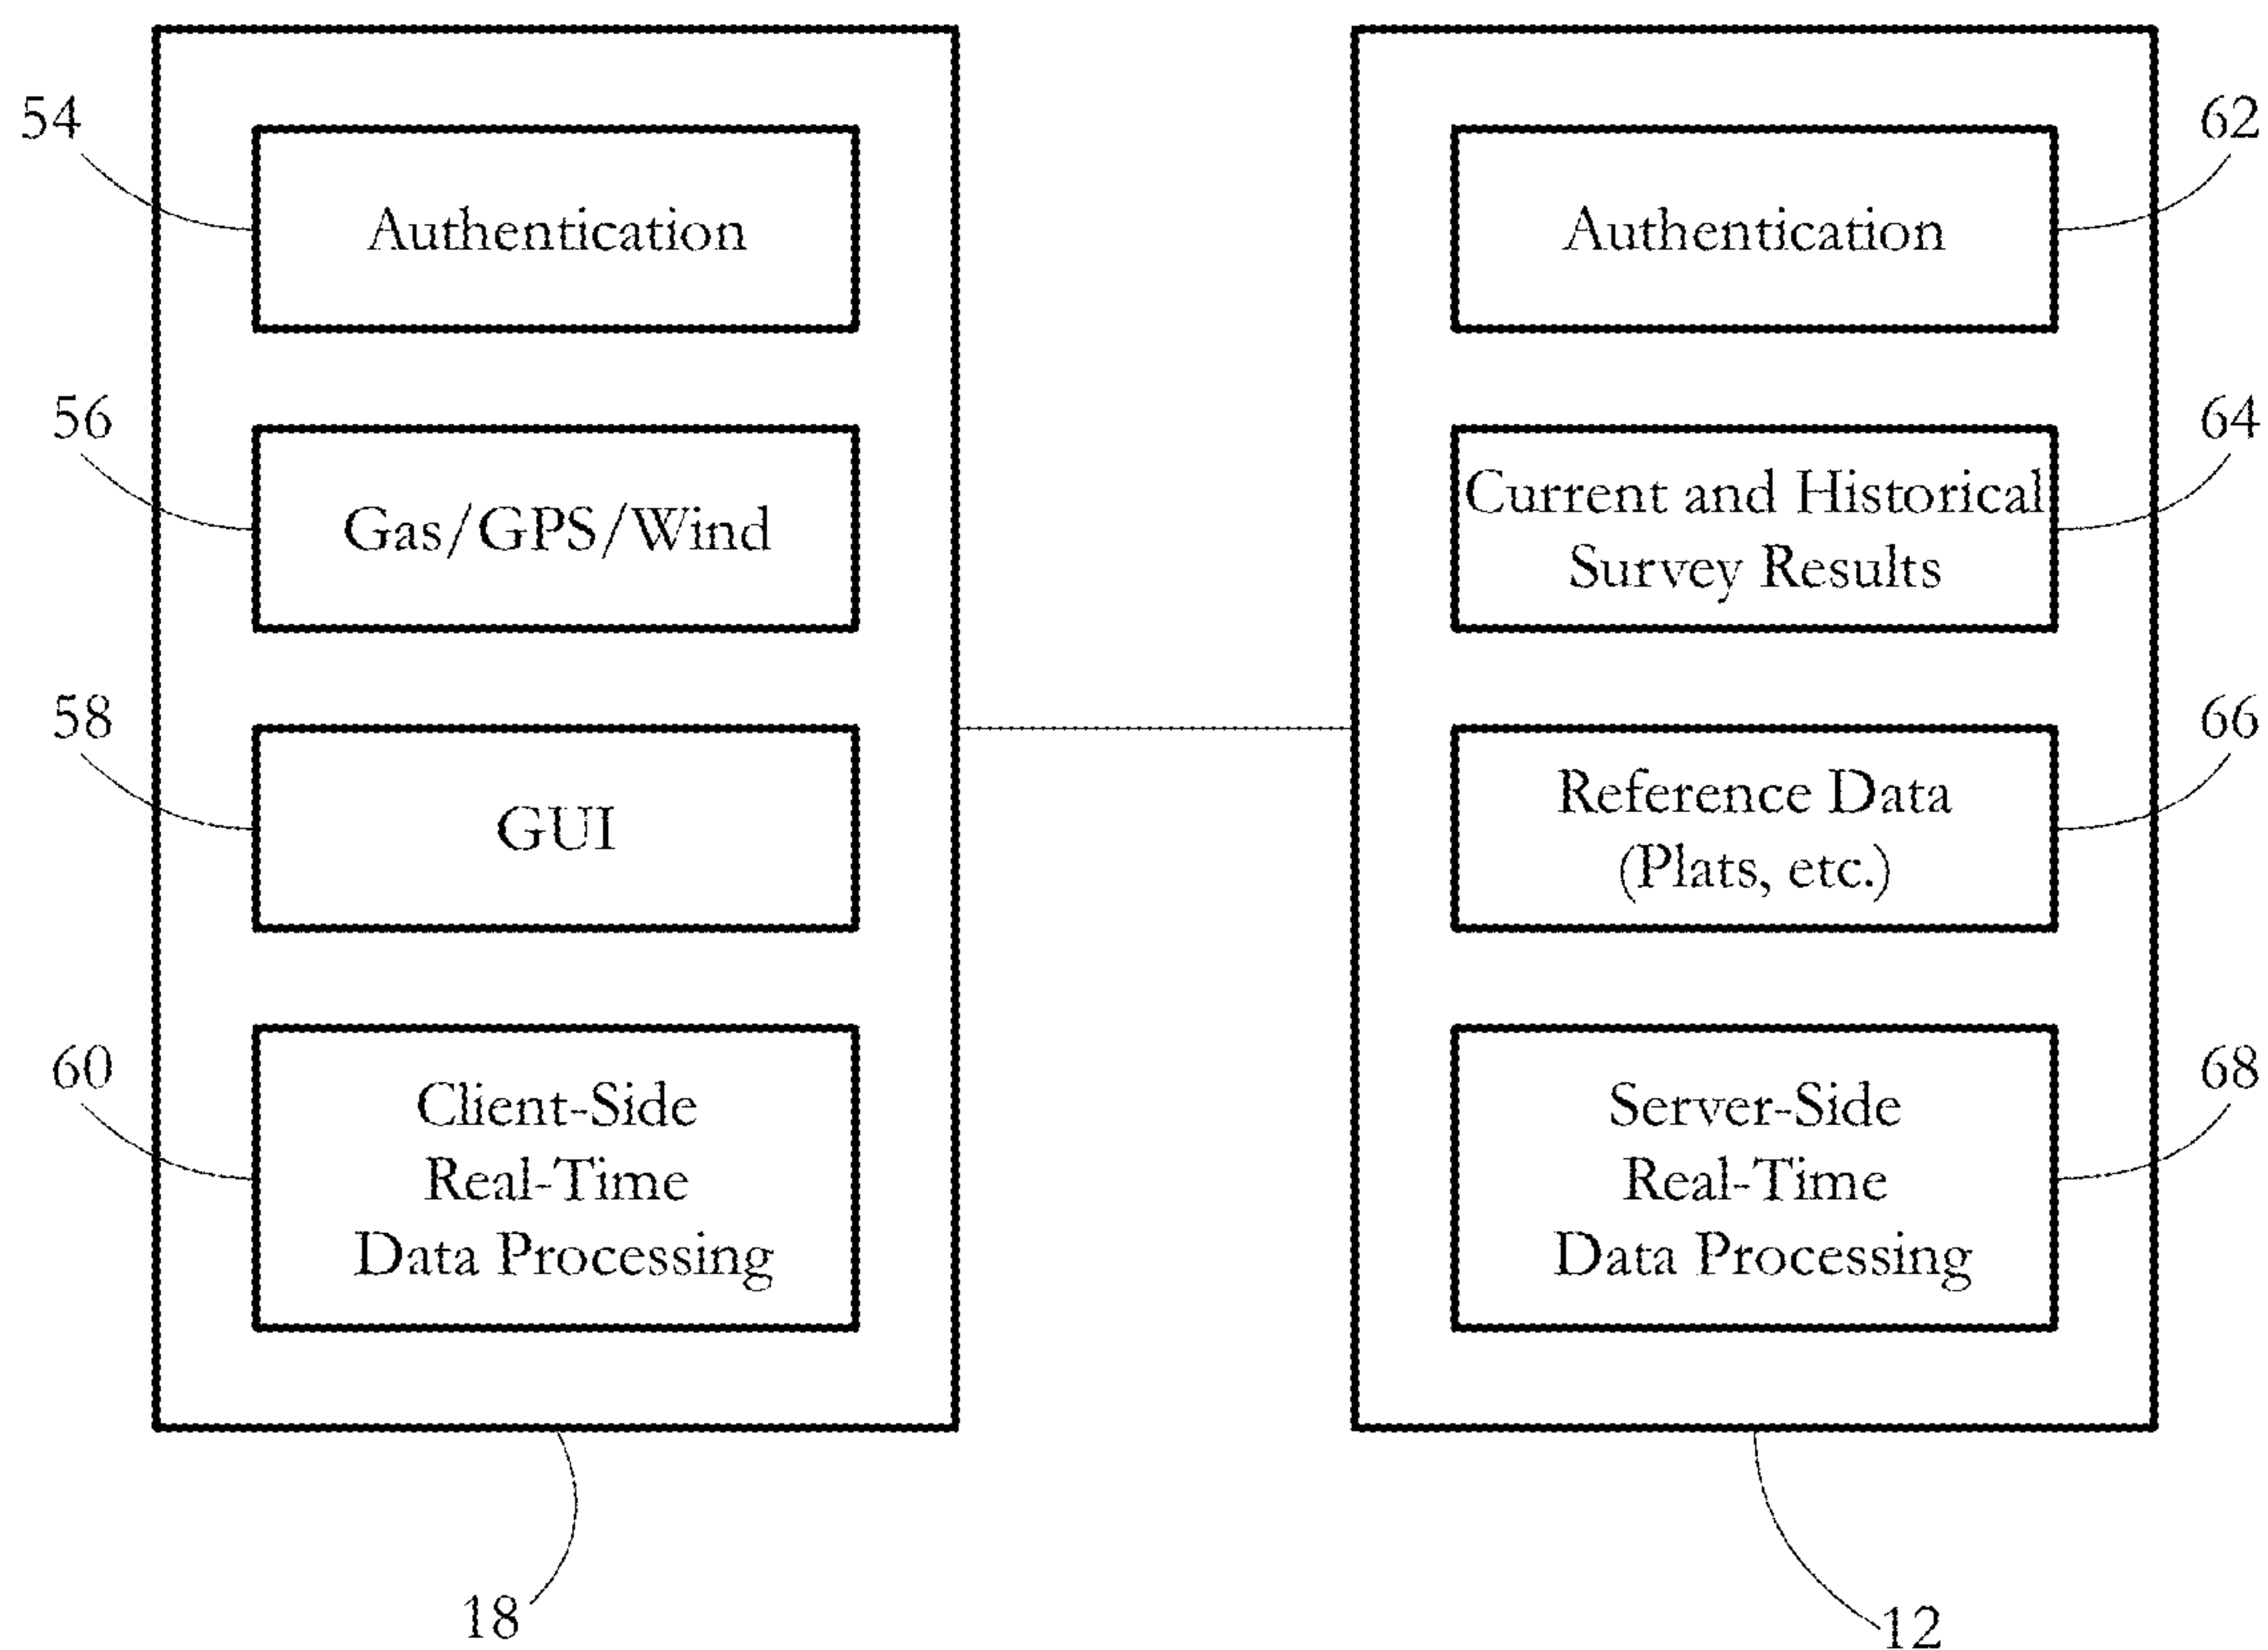 54
Authentication
56
Gas/GPS/Wind
58
GUI
60
Client-Side
Real-Time
Data Processing
18
62
Authentication
64
Current and Historical
Survey Results
66
Reference Data
(Plats, etc.)
68
Server-Side
Real-Time
Data Processing
12